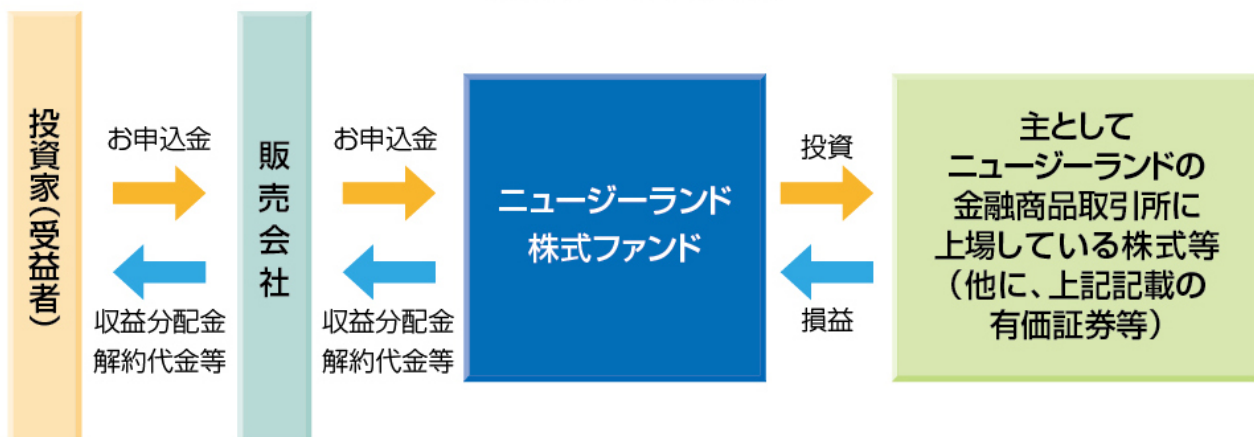 投資家(受益者)
お申込金
収益分配金
解約代金等
販売会社
お申込金
収益分配金
解約代金等
ニュージーランド
株式ファンド
投資
損益
主として
ニュージーランドの
金融商品取引所に
上場している株式等
(他に、上記記載の
有価証券等)